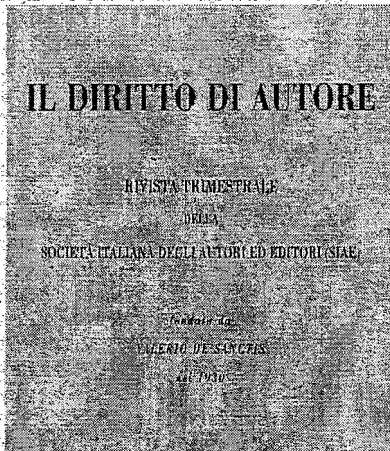 IL DIRITTO DI AUTORE
RIVISTA TRIMESTRALE
DELLA
SOCIETÀ ITALIANA DEGLI AUTORI ED EDITORI (SIAE)
fondata da
VALERIO DE SANCTIS
nel 1930